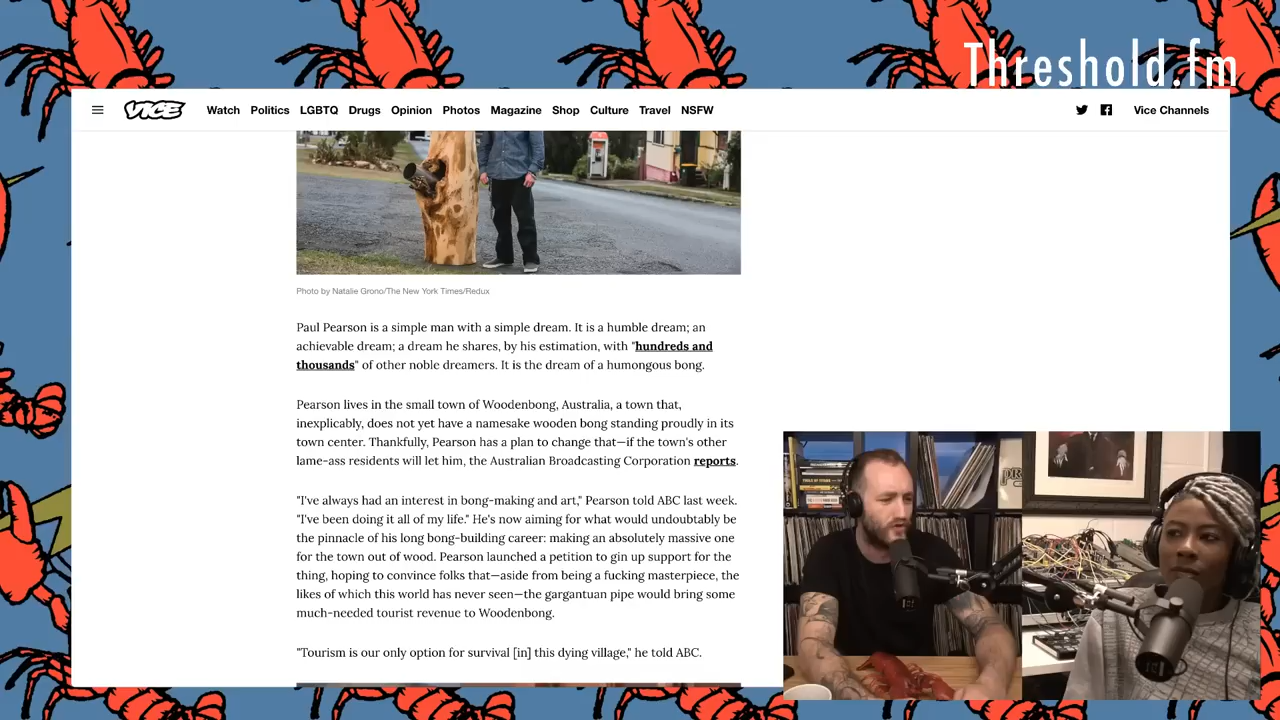 Threshold.fm
VICE Watch Politics LGBTQ Drugs Opinion Photos Magazine Shop Culture Travel NSFW Vice Channels
Photo by Natalie Grono/The New York Times/Redux
Paul Pearson is a simple man with a simple dream. It is a humble dream; an
achievable dream; a dream he shares, by his estimation, with "hundreds and
thousands" of other noble dreamers. It is the dream of a humongous bong.
Pearson lives in the small town of Woodenbong, Australia, a town that,
inexplicably, does not yet have a namesake wooden bong standing proudly in its
town center. Thankfully, Pearson has a plan to change that—if the town's other
lame-ass residents will let him, the Australian Broadcasting Corporation reports.
"I've always had an interest in bong-making and art," Pearson told ABC last week.
"I've been doing it all of my life." He's now aiming for what would undoubtedly be
the pinnacle of his long bong-building career: making an absolutely massive one
for the town out of wood. Pearson launched a petition to gin up support for the
thing, hoping to convince folks that—aside from being a fucking masterpiece, the
likes of which this world has never seen—the gargantuan pipe would bring some
much-needed tourist revenue to Woodenbong.
"Tourism is our only option for survival [in] this dying village," he told ABC.